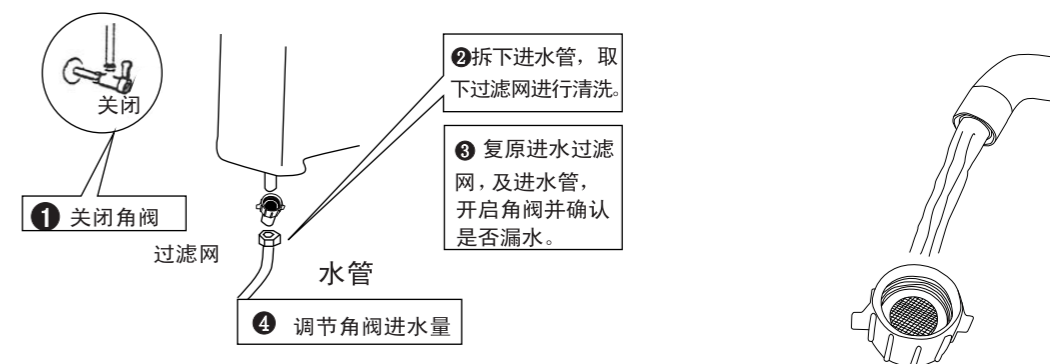 关闭
❶ 关闭角阀
❷拆下进水管，取
下过滤网进行清洗。
❸ 复原进水过滤
网，及进水管，
开启角阀并确认
是否漏水。
过滤网
水管
❹ 调节角阀进水量